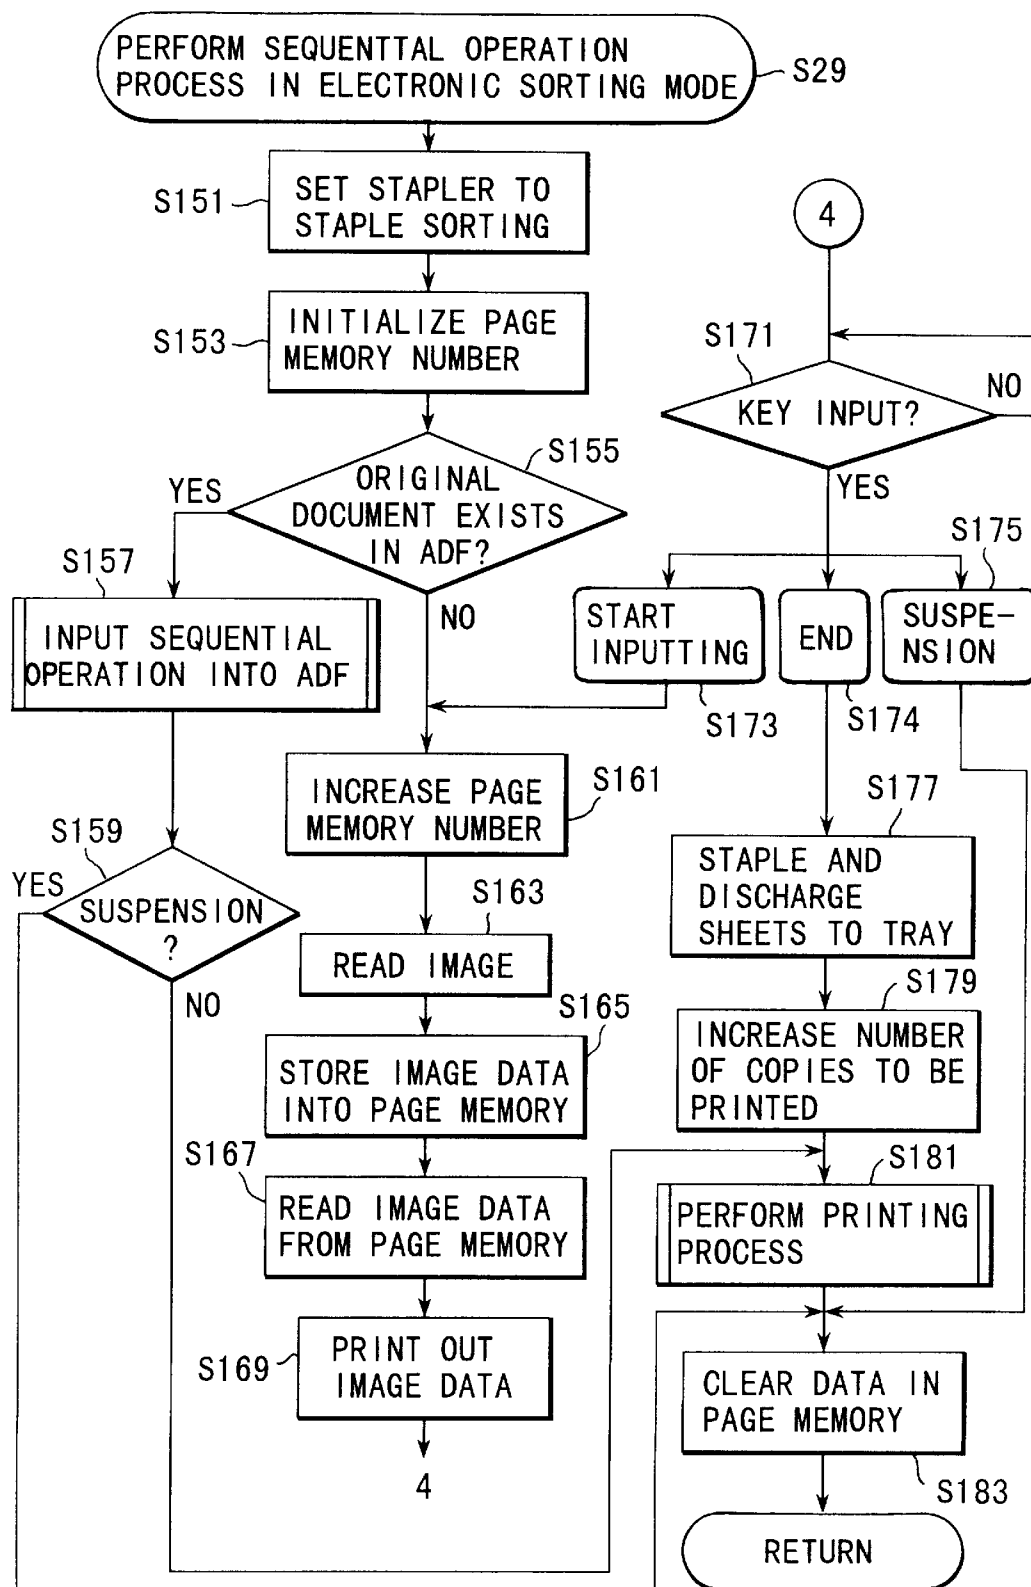 PERFORM SEQUENTTAL OPERATION
PROCESS IN ELECTRONIC SORTING MODE
S29
S151
SET STAPLER TO
STAPLE SORTING
S153
INITIALIZE PAGE
MEMORY NUMBER
S155
ORIGINAL
DOCUMENT EXISTS
IN ADF?
YES
NO
S157
INPUT SEQUENTIAL
OPERATION INTO ADF
S159
YES
SUSPENSION
?
NO
S161
INCREASE PAGE
MEMORY NUMBER
S163
READ IMAGE
S165
STORE IMAGE DATA
INTO PAGE MEMORY
S167
READ IMAGE DATA
FROM PAGE MEMORY
S169
PRINT OUT
IMAGE DATA
4
4
S171
KEY INPUT?
NO
YES
S175
START
INPUTTING
END
SUSPE-
NSION
S173
S174
S177
STAPLE AND
DISCHARGE
SHEETS TO TRAY
S179
INCREASE NUMBER
OF COPIES TO BE
PRINTED
S181
PERFORM PRINTING
PROCESS
CLEAR DATA IN
PAGE MEMORY
S183
RETURN